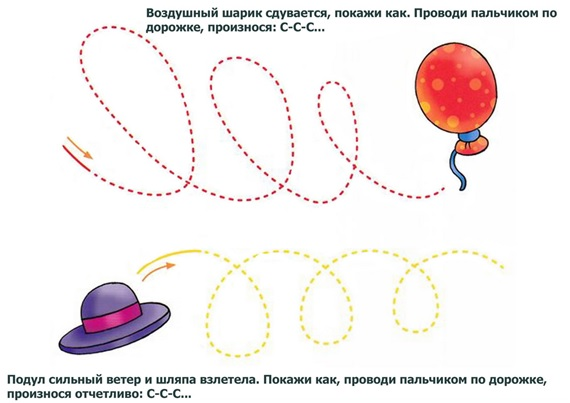 Воздушный шарик сдувается, покажи как. Проводи пальчиком по
дорожке, произнося: С-С-С...
Подул сильный ветер и шляпа взлетела. Покажи как, проводи пальчиком по дорожке,
произнося отчетливо: С-С-С...